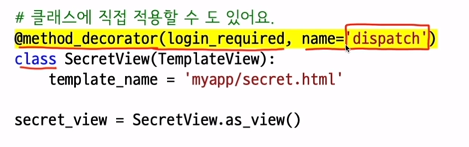 # 클래스에 직접 적용할 수 도 있어요.
@method_decorator(login_required, name='dispatch')
class SecretView(TemplateView):
    template_name = 'myapp/secret.html'
secret_view = SecretView.as_view()